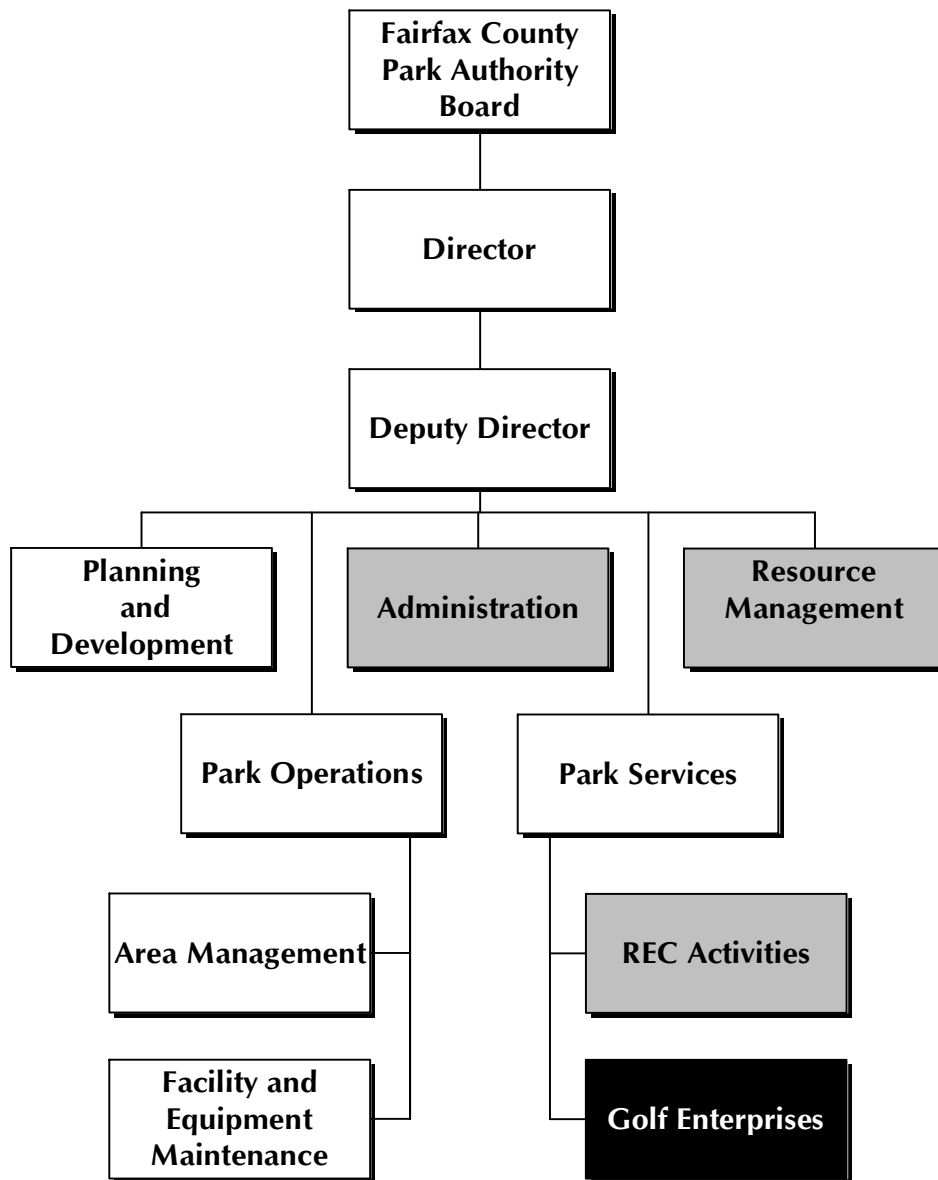 Fairfax County
Park Authority
Board
Director
Deputy Director
Planning
and
Development
Administration
Resource
Management
Park Operations
Park Services
Area Management
REC Activities
Facility and
Equipment
Maintenance
Golf Enterprises